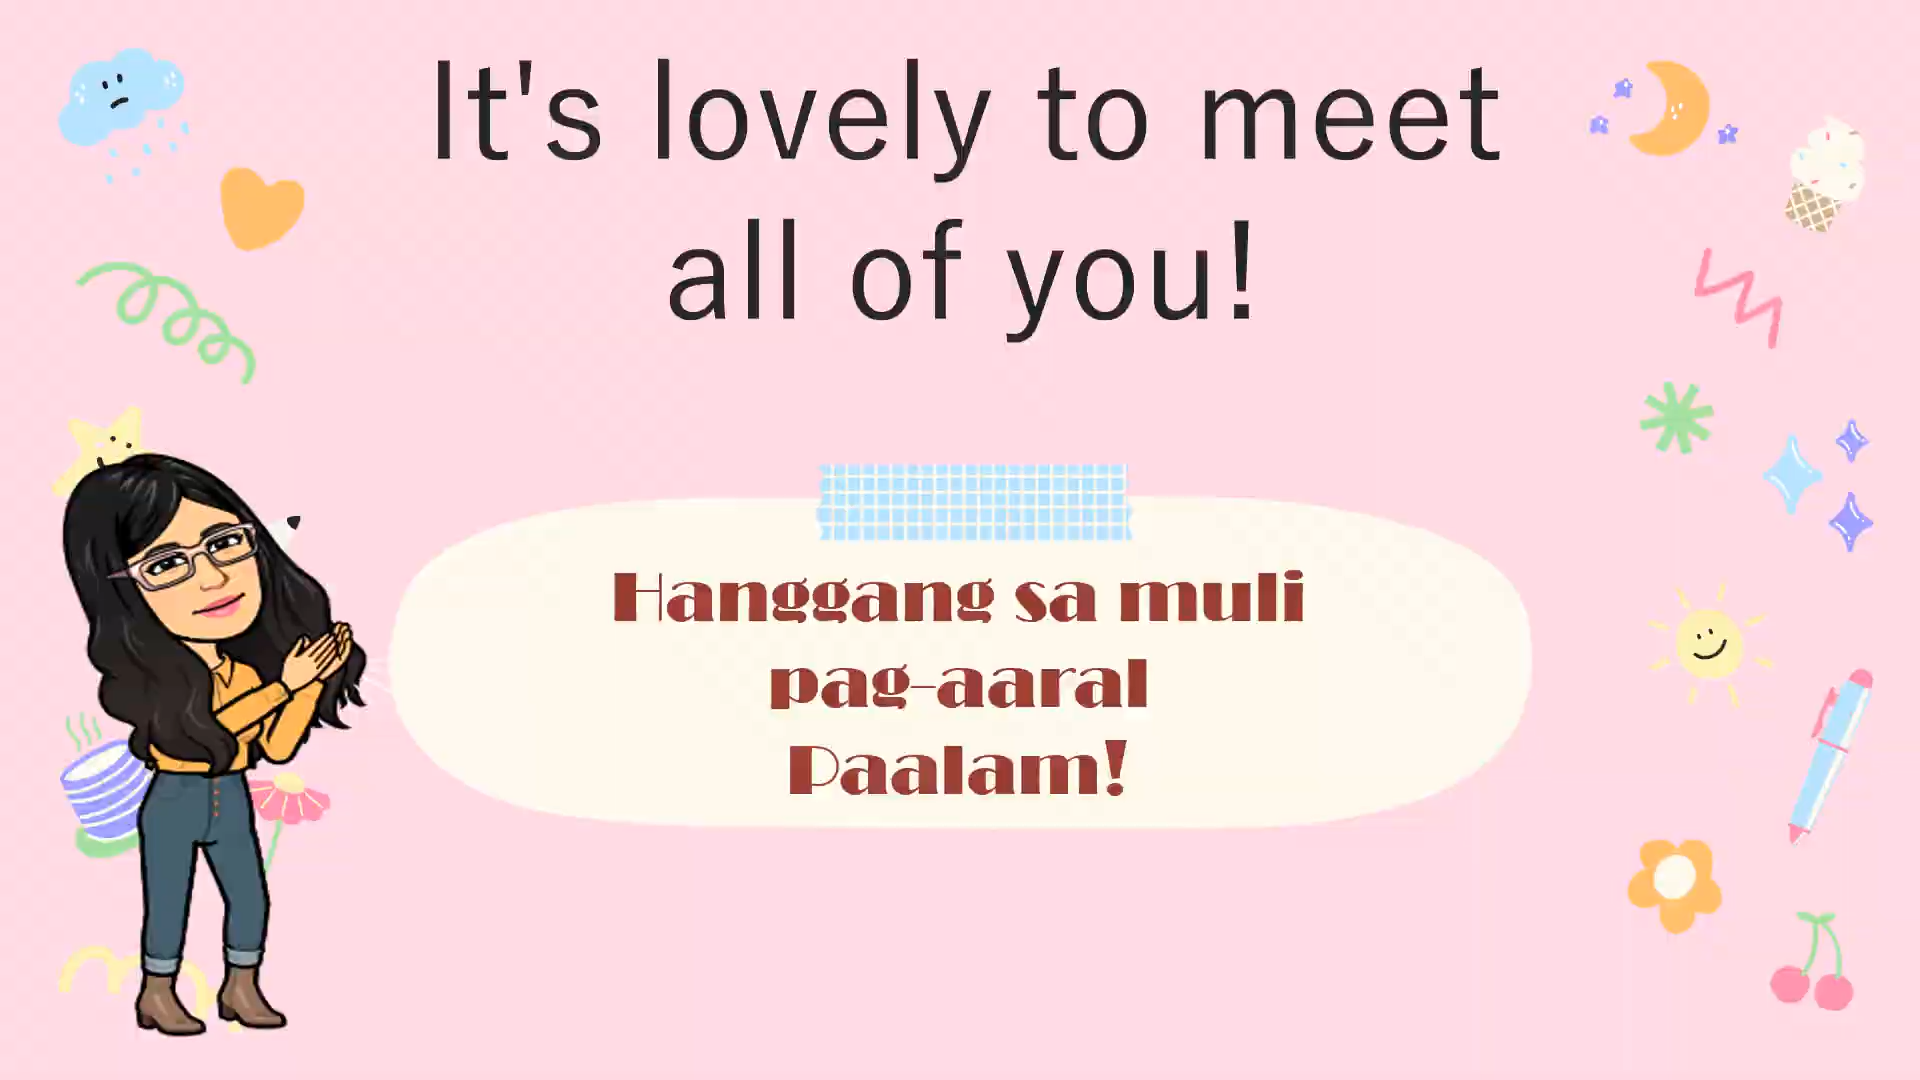 It's lovely to meet
all of you!
Hanggang sa muli
pag-aaral
Paalam!